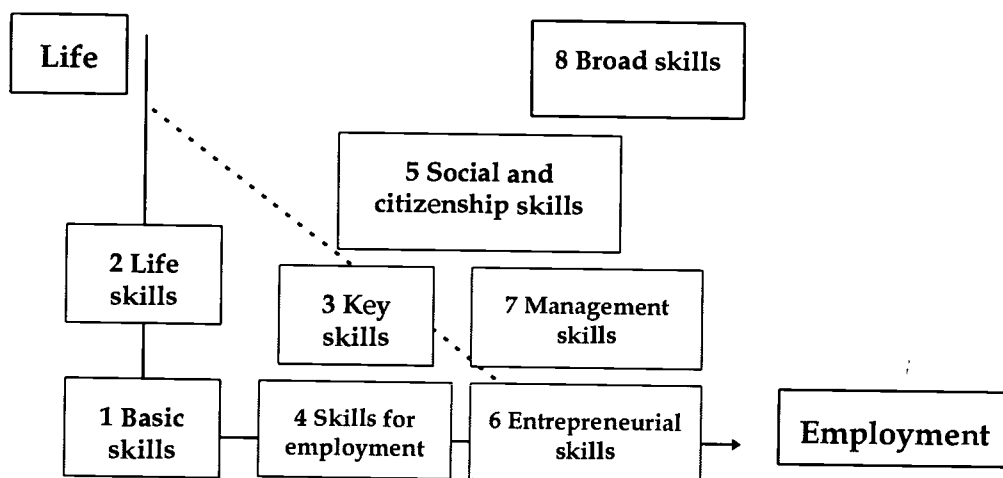 Life
8 Broad skills
5 Social and
citizenship skills
2 Life
skills
3 Key
skills
7 Management
skills
1 Basic
skills
4 Skills for
employment
6 Entrepreneurial
skills
Employment